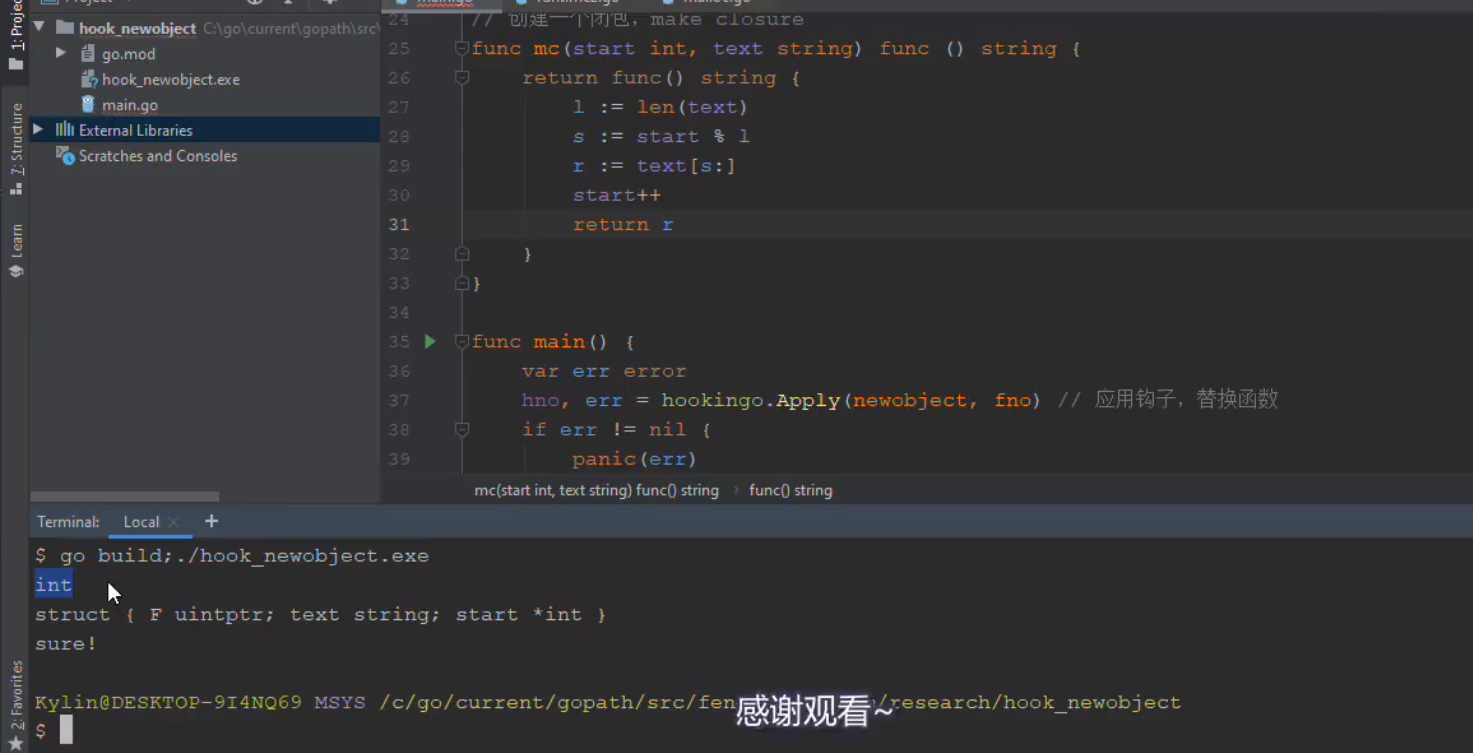 Project
main.go
runtime2.go
1: Project
hook_newobject C:\go\current\gopath\src\
go.mod
hook_newobject.exe
main.go
External Libraries
Scratches and Consoles
7: Structure
Learn
2: Favorites
24 // 创建一个闭包，make closure
25 func mc(start int, text string) func () string {
26 return func() string {
27 l := len(text)
28 s := start % l
29 r := text[s:]
30 start++
31 return r
32 }
33 }
34
35 func main() {
36 var err error
37 hno, err = hookingo.Apply(newobject, fno) // 应用钩子，替换函数
38 if err != nil {
39 panic(err)
mc(start int, text string) func() string › func() string
Terminal: Local × +
$ go build;./hook_newobject.exe
int
struct { F uintptr; text string; start *int }
sure!
Kylin@DESKTOP-9I4NQ69 MSYS /c/go/current/gopath/src/fen /research/hook_newobject
感谢观看~
$